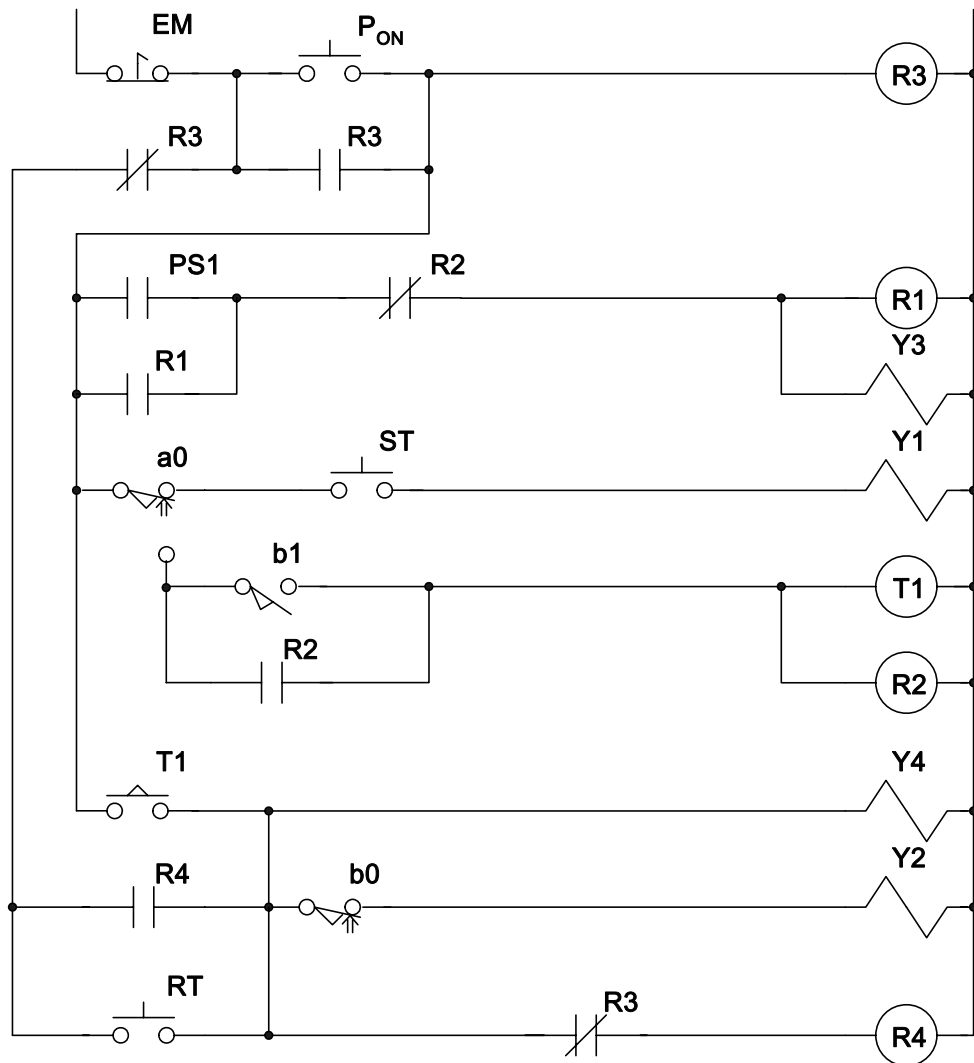 EM P_ON
R3
R3 R3
PS1 R2
R1
R1 Y3
a0 ST Y1
b1
T1
R2
R2
T1 Y4
R4 b0 Y2
RT R3
R4